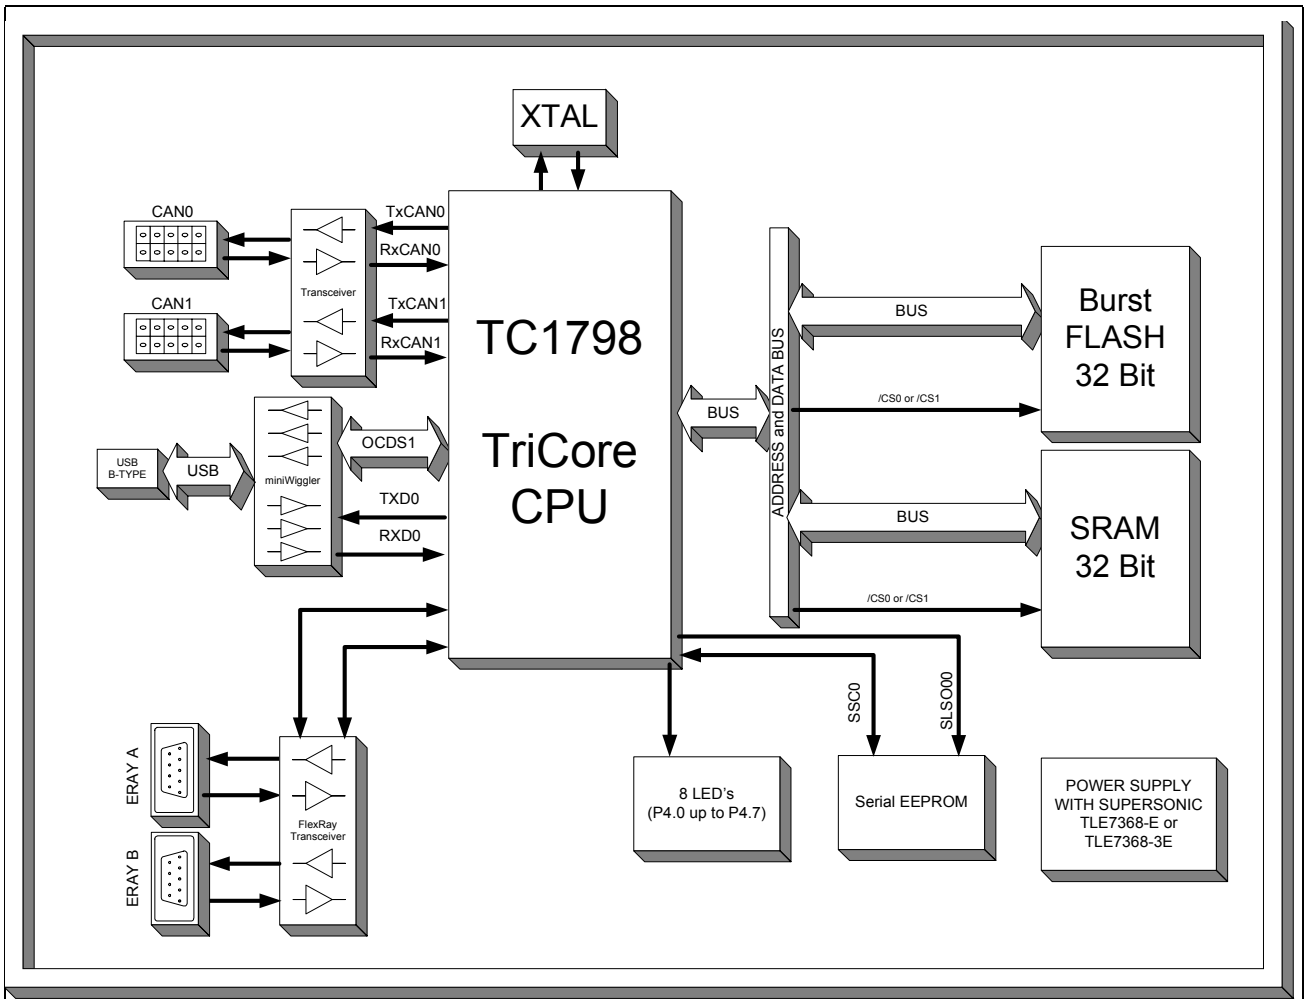 XTAL
CAN0
TxCAN0
RxCAN0
Transceiver
CAN1
TxCAN1
RxCAN1
TC1798
TriCore
CPU
BUS
ADDRESS and DATA BUS
BUS
/CS0 or /CS1
Burst
FLASH
32 Bit
BUS
/CS0 or /CS1
SRAM
32 Bit
USB
B-TYPE
USB
miniWiggler
OCDS1
TXD0
RXD0
ERAY A
ERAY B
FlexRay
Transceiver
SSC0
SLSO00
8 LED's
(P4.0 up to P4.7)
Serial EEPROM
POWER SUPPLY
WITH SUPERSONIC
TLE7368-E or
TLE7368-3E